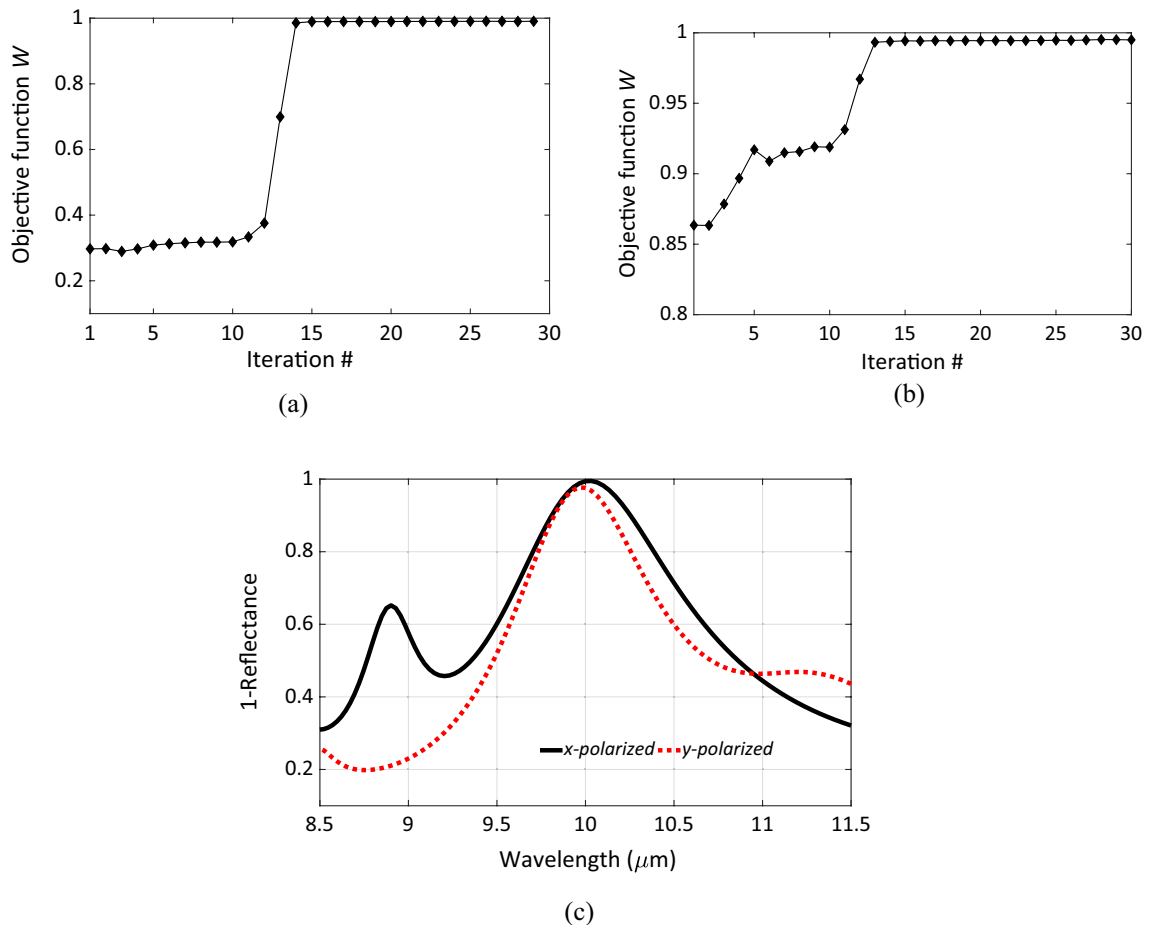 1
0.8
0.6
0.4
0.2
Objective function W
1 5 10 15 20 25 30
Iteration #
(a)
1
0.95
0.9
0.85
0.8
Objective function W
5 10 15 20 25 30
Iteration #
(b)
1
0.8
0.6
0.4
0.2
1-Reflectance
x-polarized y-polarized
8.5 9 9.5 10 10.5 11 11.5
Wavelength (μm)
(c)